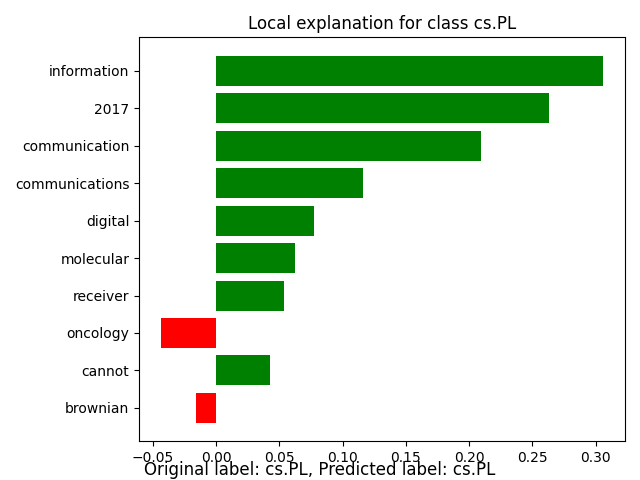 Local explanation for class cs.PL
information
2017
communication
communications
digital
molecular
receiver
oncology
cannot
brownian
−0.05 0.00 0.05 0.10 0.15 0.20 0.25 0.30
Original label: cs.PL, Predicted label: cs.PL